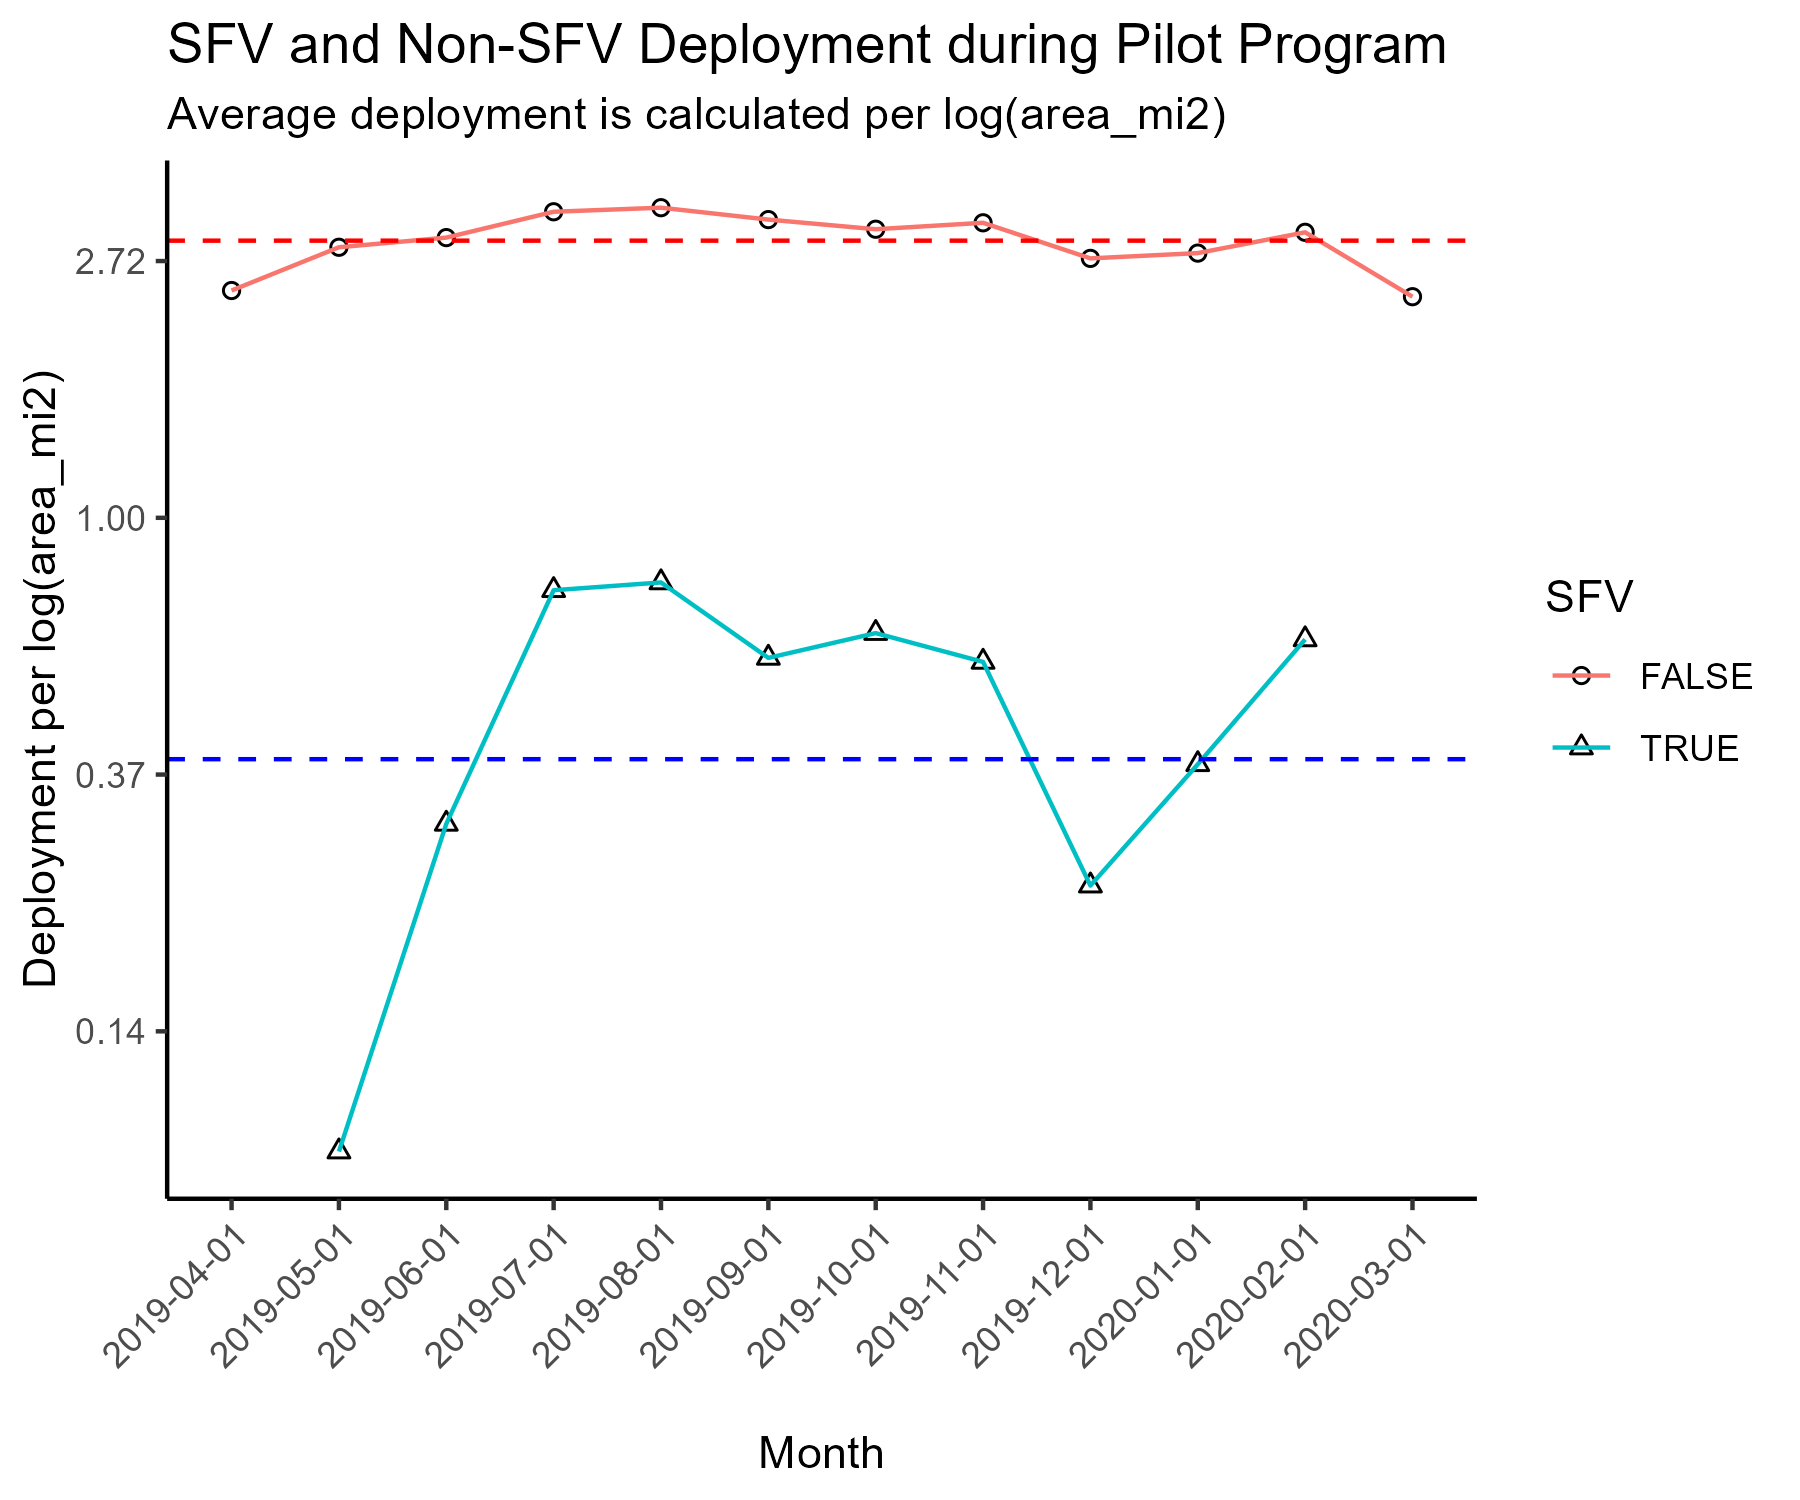 SFV and Non-SFV Deployment during Pilot Program
Average deployment is calculated per log(area_mi2)
Deployment per log(area_mi2)
2.72
1.00
0.37
0.14
2019-04-01
2019-05-01
2019-06-01
2019-07-01
2019-08-01
2019-09-01
2019-10-01
2019-11-01
2019-12-01
2020-01-01
2020-02-01
2020-03-01
Month
SFV
FALSE
TRUE